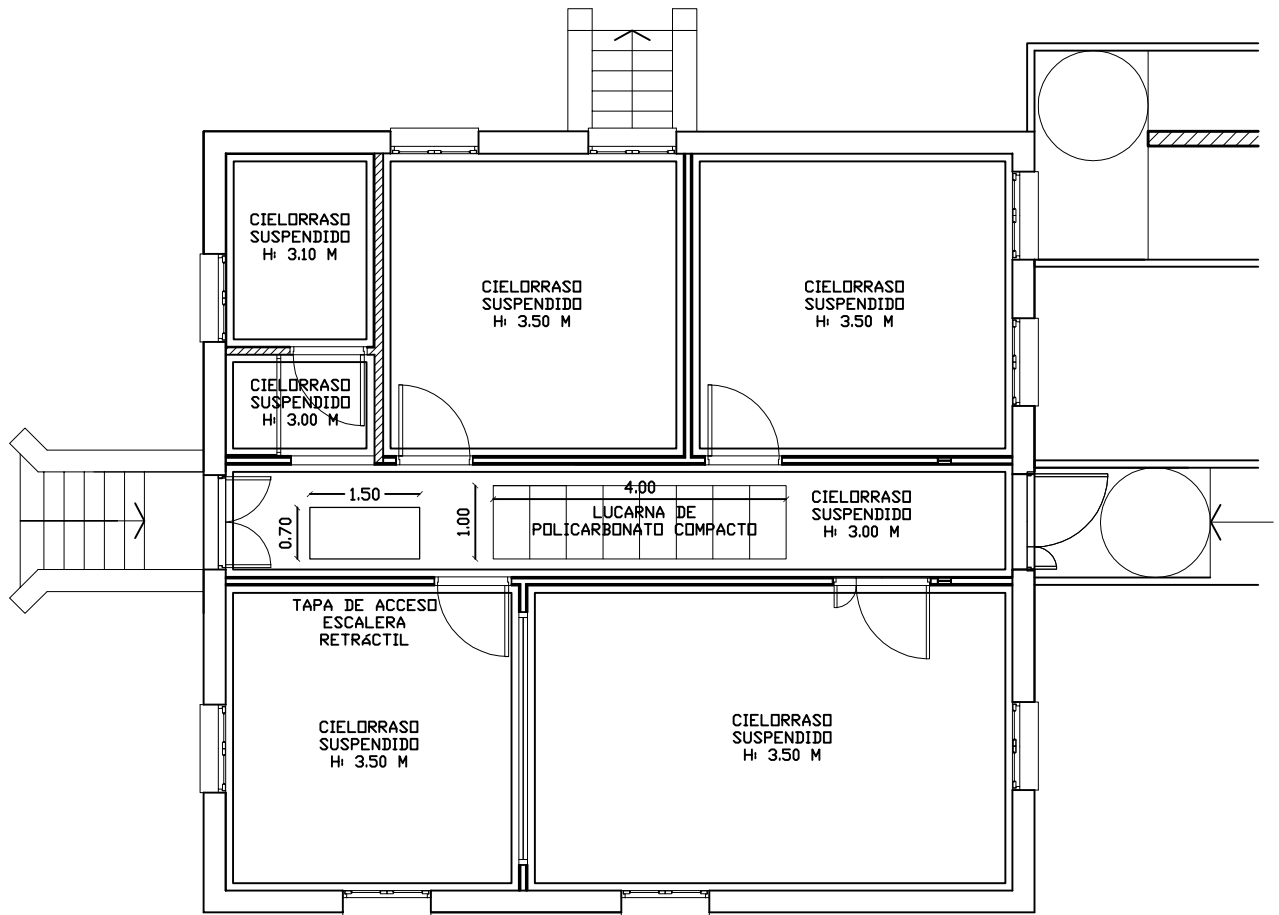 CIELORRASO
SUSPENDIDO
H: 3.10 M
CIELORRASO
SUSPENDIDO
H: 3.50 M
CIELORRASO
SUSPENDIDO
H: 3.50 M
CIELORRASO
SUSPENDIDO
H: 3.00 M
1.50
0.70
1.00
4.00
LUCARNA DE
POLICARBONATO COMPACTO
CIELORRASO
SUSPENDIDO
H: 3.00 M
TAPA DE ACCESO
ESCALERA
RETRÁCTIL
CIELORRASO
SUSPENDIDO
H: 3.50 M
CIELORRASO
SUSPENDIDO
H: 3.50 M